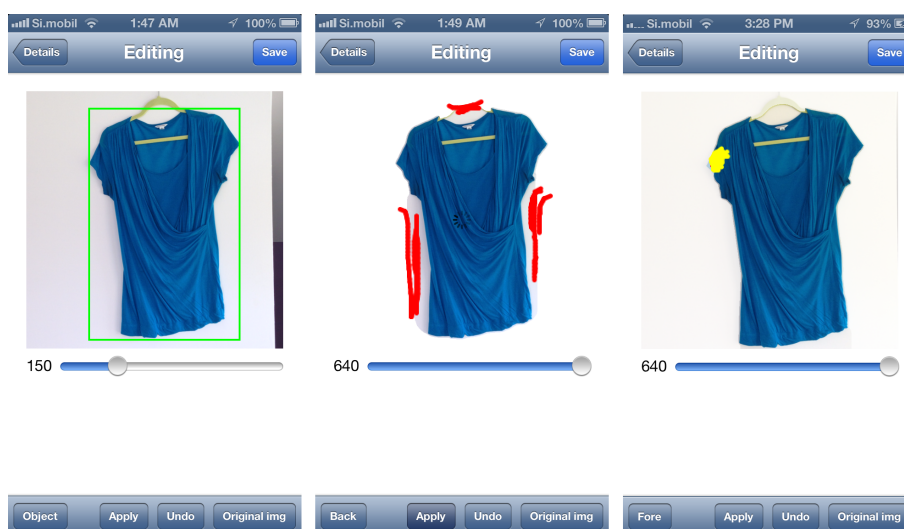 Si.mobil 1:47 AM 100%
Details Editing Save
150
Object Apply Undo Original img
Si.mobil 1:49 AM 100%
Details Editing Save
640
Back Apply Undo Original img
Si.mobil 3:28 PM 93%
Details Editing Save
640
Fore Apply Undo Original img